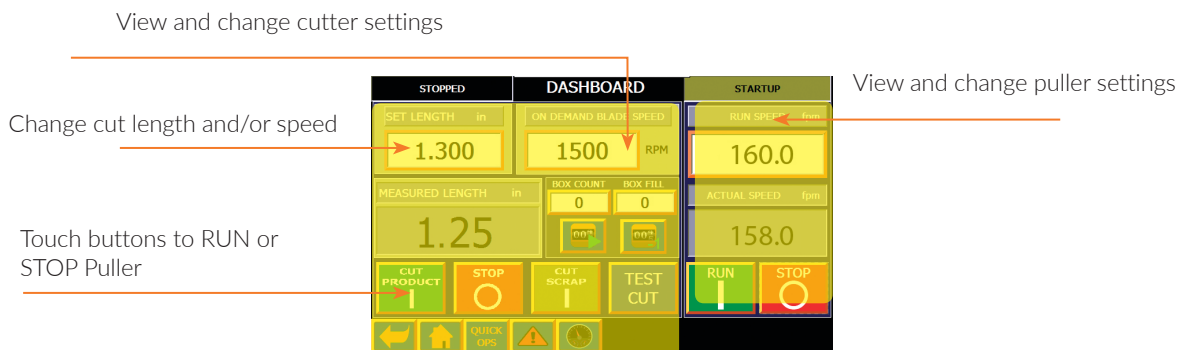 View and change cutter settings
STOPPED
DASHBOARD
STARTUP
View and change puller settings
Change cut length and/or speed
SET LENGTH in
ON DEMAND BLADE SPEED
RUN SPEED fpm
1.300
1500 RPM
160.0
MEASURED LENGTH in
BOX COUNT
BOX FILL
ACTUAL SPEED fpm
0
0
1.25
158.0
Touch buttons to RUN or
STOP Puller
CUT
PRODUCT
STOP
CUT
SCRAP
TEST
CUT
RUN
STOP
QUICK
OPS